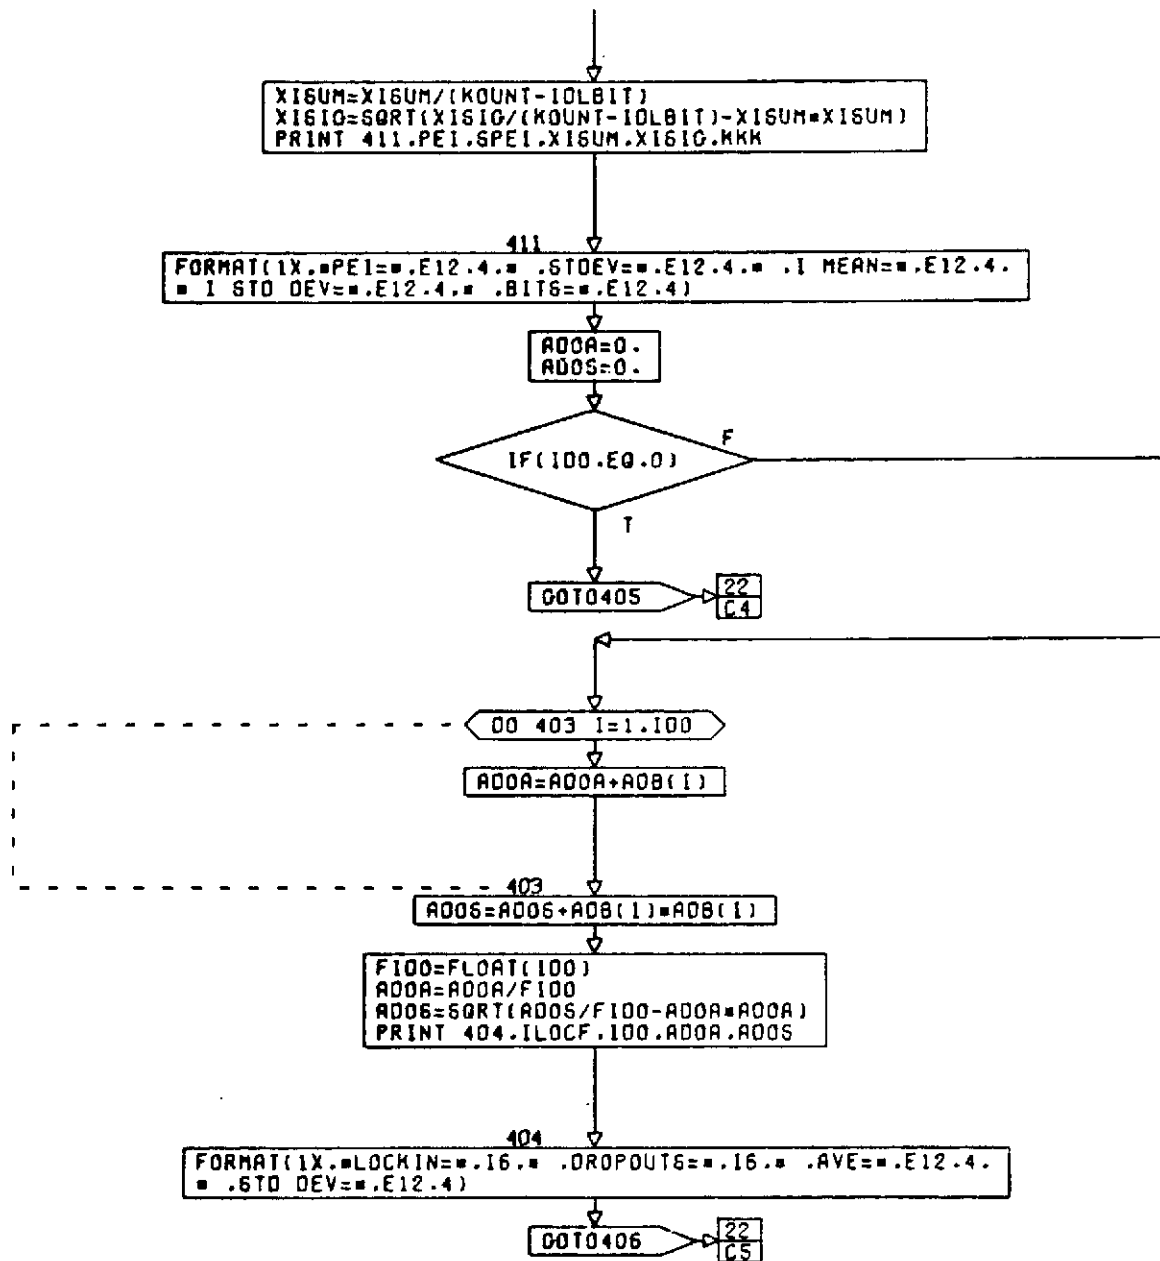 XISUM=XISUM/(KOUNT-IDLBIT)
XISIG=SQRT(XISIG/(KOUNT-IDLBIT)-XISUM*XISUM)
PRINT 411.PEI.SPEI.XISUM.XISIG.KKK
411
FORMAT(1X.*PEI=*.E12.4.* .STDEV=*.E12.4.* .I MEAN=*.E12.4.
* I STD DEV=*.E12.4.* .BITS=*.E12.4)
ADOA=0.
ADOS=0.
IF(IDO.EQ.0)
F
T
GOTO405
22
C4
DO 403 I=1.IDO
ADOA=ADOA+ADB(I)
403
ADOS=ADOS+ADB(I)*ADB(I)
FIDO=FLOAT(IDO)
ADOA=ADOA/FIDO
ADOS=SQRT(ADOS/FIDO-ADOA*ADOA)
PRINT 404.ILOCF.IDO.ADOA.ADOS
404
FORMAT(1X.*LOCKIN=*.I6.* .DROPOUTS=*.I6.* .AVE=*.E12.4.
* .STD DEV=*.E12.4)
GOTO406
22
C5